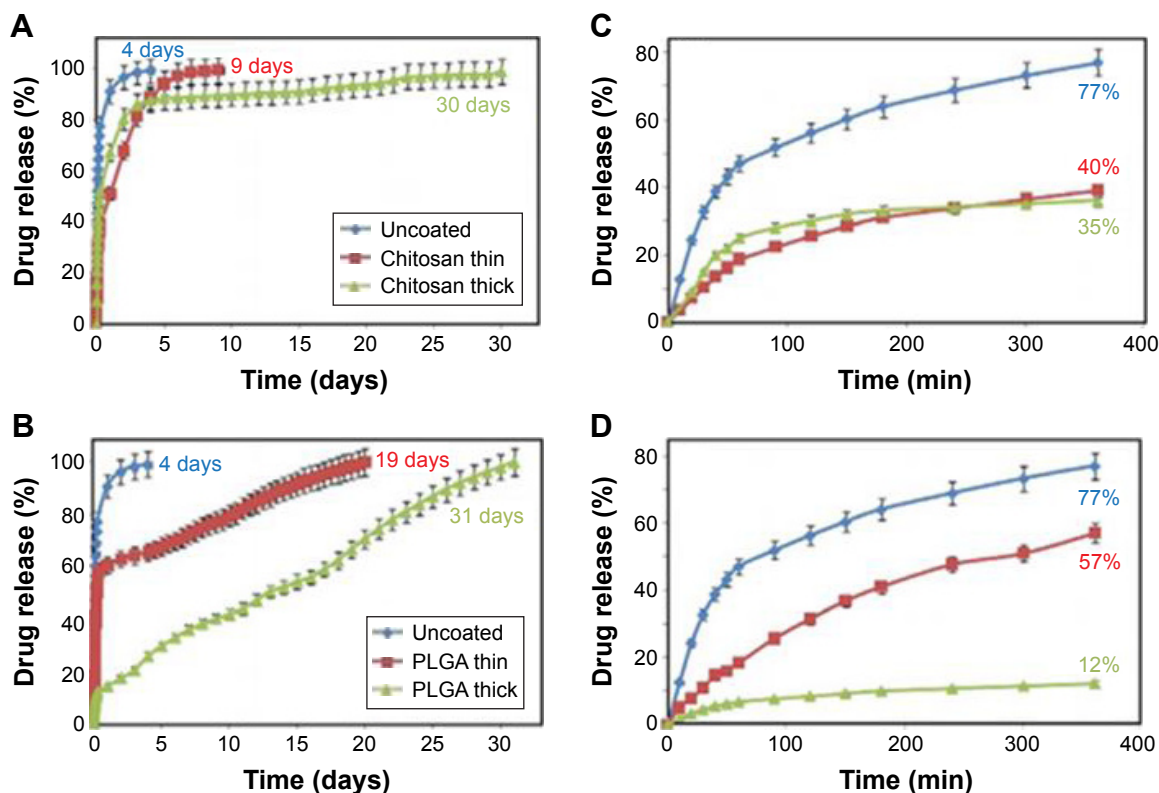 A
Drug release (%)
100
80
60
40
20
0
4 days
9 days
30 days
Uncoated
Chitosan thin
Chitosan thick
0 5 10 15 20 25 30
Time (days)
C
Drug release (%)
80
60
40
20
0
77%
40%
35%
0 100 200 300 400
Time (min)
B
Drug release (%)
100
80
60
40
20
0
4 days
19 days
31 days
Uncoated
PLGA thin
PLGA thick
0 5 10 15 20 25 30
Time (days)
D
Drug release (%)
80
60
40
20
0
77%
57%
12%
0 100 200 300 400
Time (min)